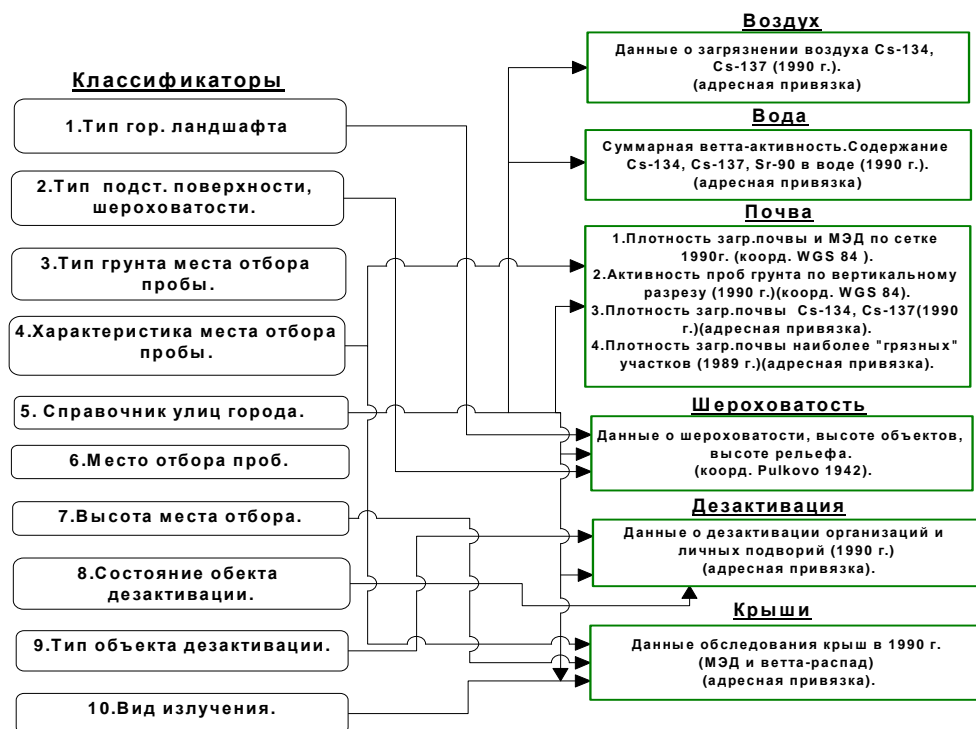 Классификаторы
1.Тип гор. ландшафта
2.Тип подст. поверхности,
шероховатости.
3.Тип грунта места отбора
пробы.
4.Характеристика места отбора
пробы.
5. Справочник улиц города.
6.Место отбора проб.
7.Высота места отбора.
8.Состояние обекта
дезактивации.
9.Тип объекта дезактивации.
10.Вид излучения.
Воздух
Данные о загрязнении воздуха Cs-134,
Cs-137 (1990 г.).
(адресная привязка)
Вода
Суммарная ветта-активность.Содержание
Cs-134, Cs-137, Sr-90 в воде (1990 г.).
(адресная привязка)
Почва
1.Плотность загр.почвы и МЭД по сетке
1990г. (коорд. WGS 84 ).
2.Активность проб грунта по вертикальному
разрезу (1990 г.)(коорд. WGS 84).
3.Плотность загр.почвы Cs-134, Cs-137(1990
г.)(адресная привязка).
4.Плотность загр.почвы наиболее "грязных"
участков (1989 г.)(адресная привязка).
Шероховатость
Данные о шероховатости, высоте объектов,
высоте рельефа.
(коорд. Pulkovo 1942).
Дезактивация
Данные о дезактивации организаций и
личных подворий (1990 г.)
(адресная привязка).
Крыши
Данные обследования крыш в 1990 г.
(МЭД и ветта-распад)
(адресная привязка).